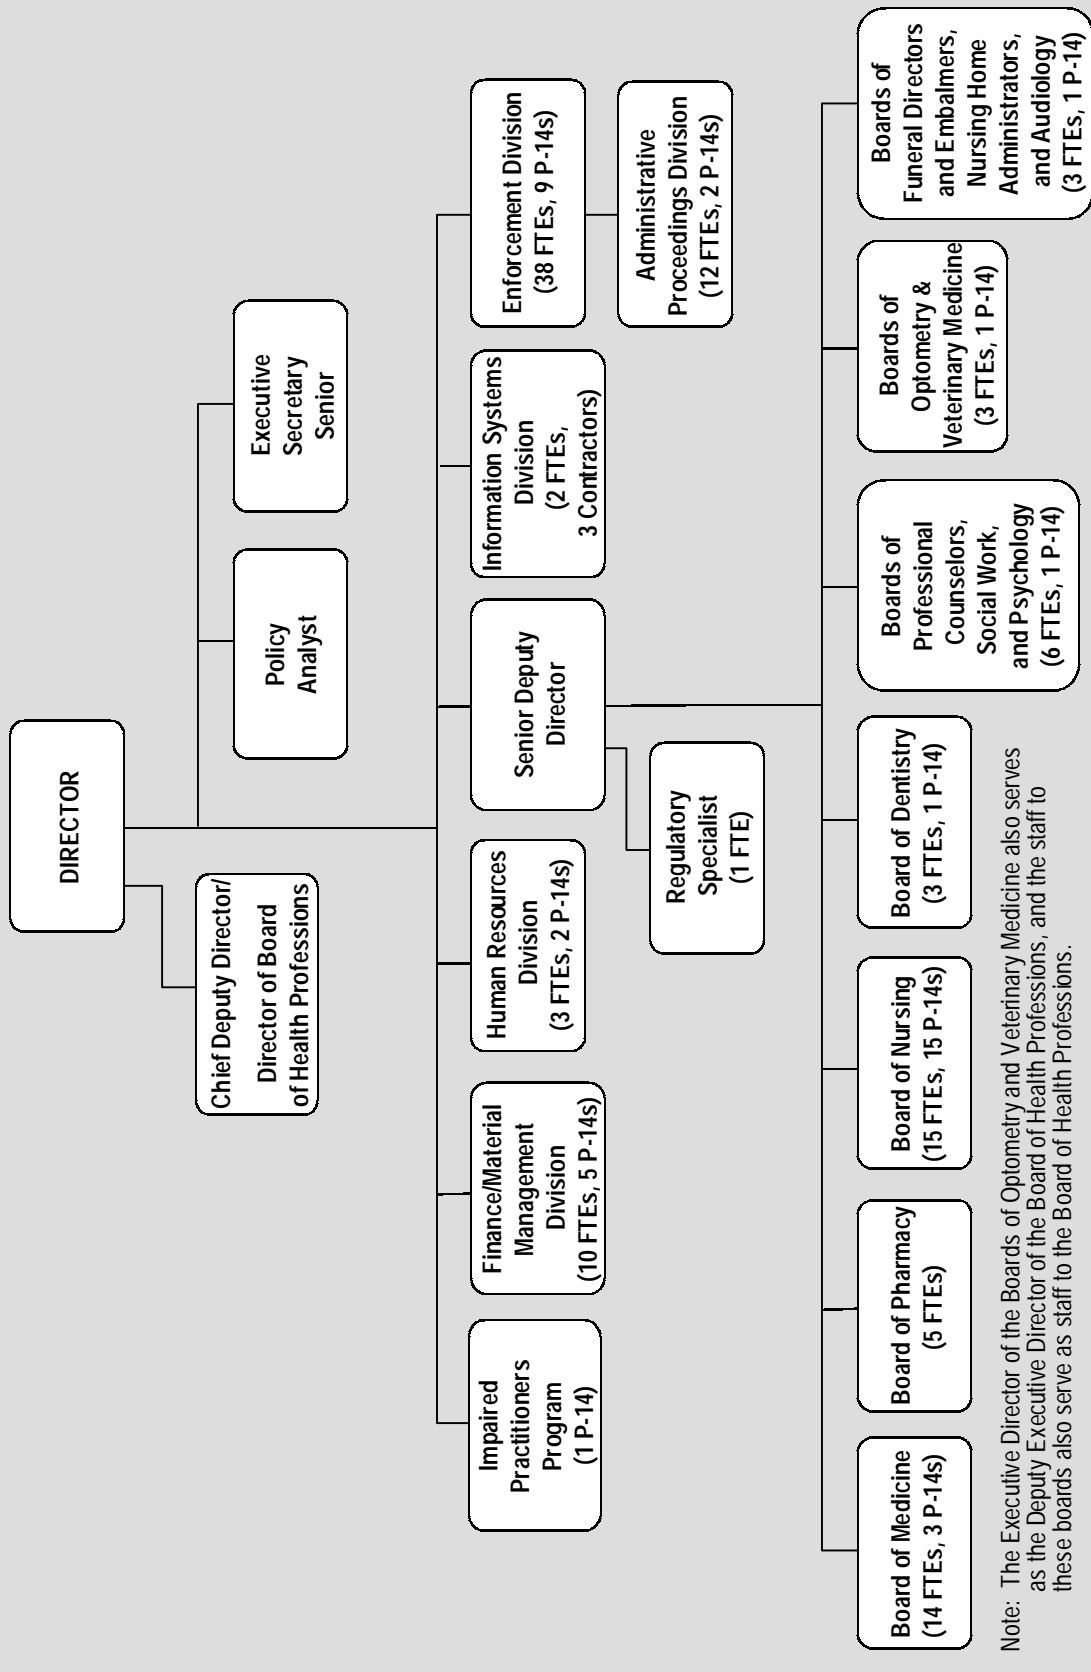 DIRECTOR
Chief Deputy Director/
Director of Board
of Health Professions
Policy
Analyst
Executive
Secretary
Senior
Impaired
Practitioners
Program
(1 P-14)
Finance/Material
Management
Division
(10 FTEs, 5 P-14s)
Human Resources
Division
(3 FTEs, 2 P-14s)
Senior Deputy
Director
Information Systems
Division
(2 FTEs,
3 Contractors)
Enforcement Division
(38 FTEs, 9 P-14s)
Regulatory
Specialist
(1 FTE)
Administrative
Proceedings Division
(12 FTEs, 2 P-14s)
Board of Medicine
(14 FTEs, 3 P-14s)
Board of Pharmacy
(5 FTEs)
Board of Nursing
(15 FTEs, 15 P-14s)
Board of Dentistry
(3 FTEs, 1 P-14)
Boards of
Professional
Counselors,
Social Work,
and Psychology
(6 FTEs, 1 P-14)
Boards of
Optometry &
Veterinary Medicine
(3 FTEs, 1 P-14)
Boards of
Funeral Directors
and Embalmers,
Nursing Home
Administrators,
and Audiology
(3 FTEs, 1 P-14)
Note: The Executive Director of the Boards of Optometry and Veterinary Medicine also serves
as the Deputy Executive Director of the Board of Health Professions, and the staff to
these boards also serve as staff to the Board of Health Professions.